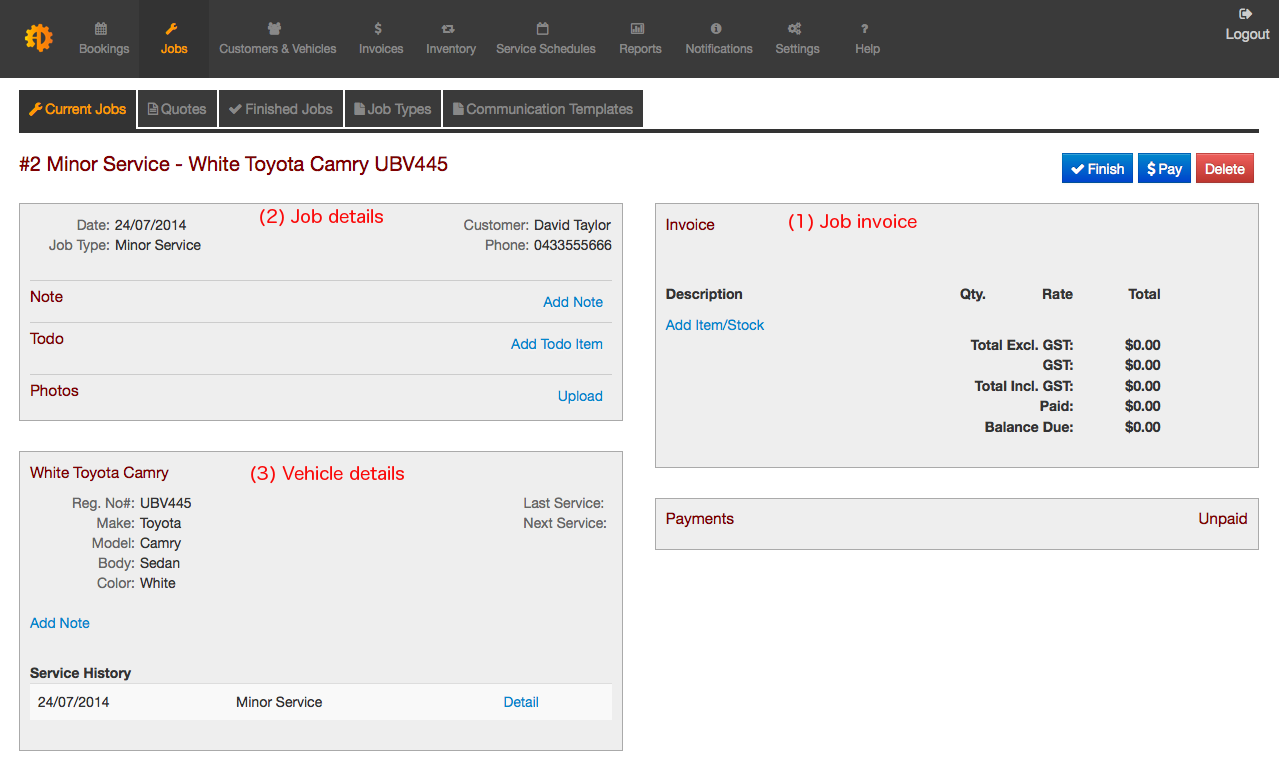 Bookings
Jobs
Customers & Vehicles
Invoices
Inventory
Service Schedules
Reports
Notifications
Settings
Help
Logout
Current Jobs
Quotes
Finished Jobs
Job Types
Communication Templates
#2 Minor Service - White Toyota Camry UBV445
Finish
$ Pay
Delete
(2) Job details
Date: 24/07/2014
Job Type: Minor Service
Customer: David Taylor
Phone: 0433555666
Note
Add Note
Todo
Add Todo Item
Photos
Upload
White Toyota Camry
(3) Vehicle details
Reg. No#: UBV445
Make: Toyota
Model: Camry
Body: Sedan
Color: White
Last Service:
Next Service:
Add Note
Service History
24/07/2014 Minor Service Detail
Invoice
(1) Job invoice
Description Qty. Rate Total
Add Item/Stock
Total Excl. GST: $0.00
GST: $0.00
Total Incl. GST: $0.00
Paid: $0.00
Balance Due: $0.00
Payments Unpaid